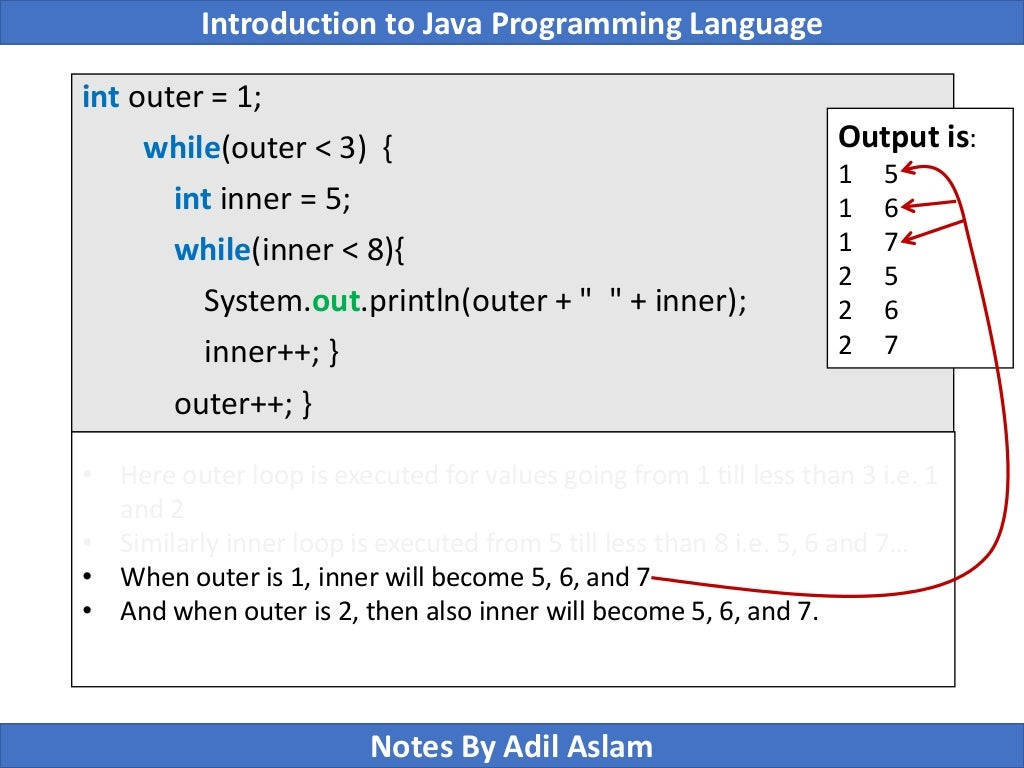 Introduction to Java Programming Language
int outer = 1;
while(outer < 3)  {
int inner = 5;
while(inner < 8){
System.out.println(outer + "  " + inner);
inner++; }
outer++; }
Output is:
1 5
1 6
1 7
2 5
2 6
2 7
• Here outer loop is executed for values going from 1 till less than 3 i.e. 1
and 2
• Similarly inner loop is executed from 5 till less than 8 i.e. 5, 6 and 7...
• When outer is 1, inner will become 5, 6, and 7
• And when outer is 2, then also inner will become 5, 6, and 7.
Notes By Adil Aslam